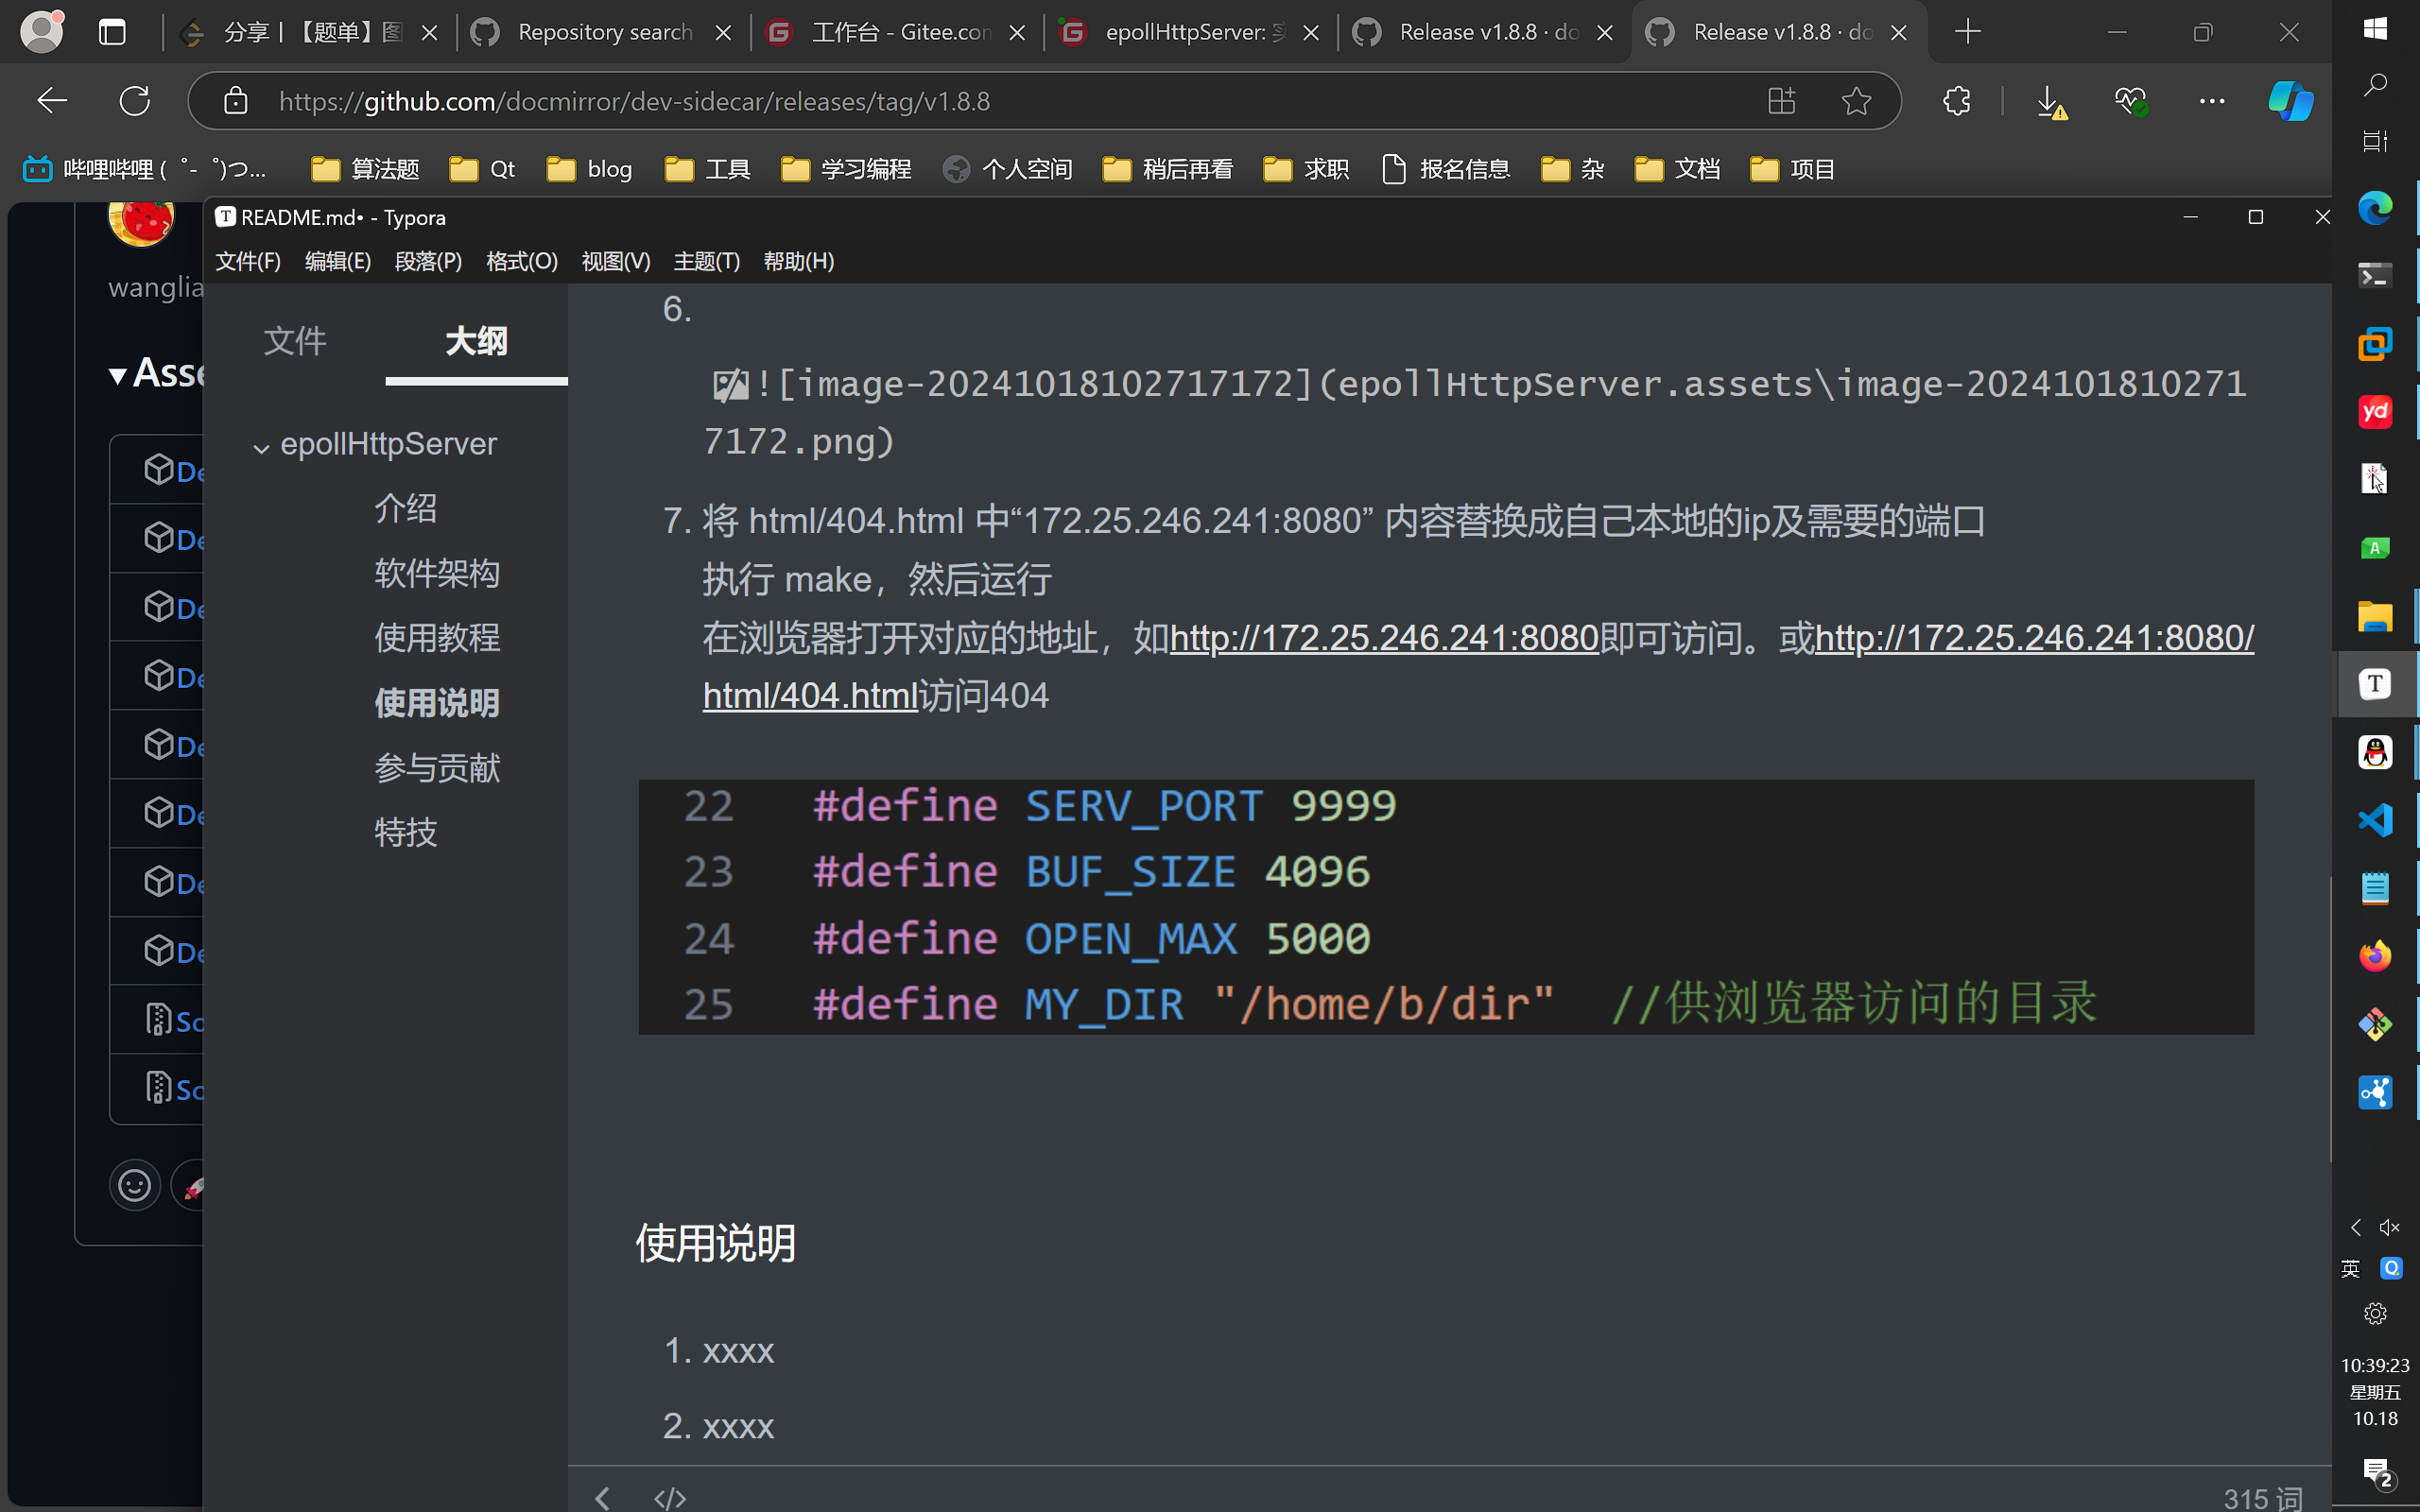 分享丨【题单】图
Repository search
工作台 - Gitee.con
epollHttpServer: 实
Release v1.8.8 · do
Release v1.8.8 · do
https://github.com/docmirror/dev-sidecar/releases/tag/v1.8.8
哔哩哔哩 (゜-゜)つ...
算法题
Qt
blog
工具
学习编程
个人空间
稍后再看
求职
报名信息
杂
文档
项目
T README.md• - Typora
文件(F) 编辑(E) 段落(P) 格式(O) 视图(V) 主题(T) 帮助(H)
wanglia
Asse
De
De
De
De
De
De
De
De
So
So
文件 大纲
epollHttpServer
介绍
软件架构
使用教程
使用说明
参与贡献
特技
6.
![image-20241018102717172](epollHttpServer.assets\image-2024101810271
7172.png)
7. 将 html/404.html 中“172.25.246.241:8080” 内容替换成自己本地的ip及需要的端口
执行 make，然后运行
在浏览器打开对应的地址，如http://172.25.246.241:8080即可访问。或http://172.25.246.241:8080/
html/404.html访问404
22 #define SERV_PORT 9999
23 #define BUF_SIZE 4096
24 #define OPEN_MAX 5000
25 #define MY_DIR "/home/b/dir" //供浏览器访问的目录
使用说明
1. xxxx
2. xxxx
</>
315 词
yd
A
T
英
Q
10:39:23
星期五
10.18
2